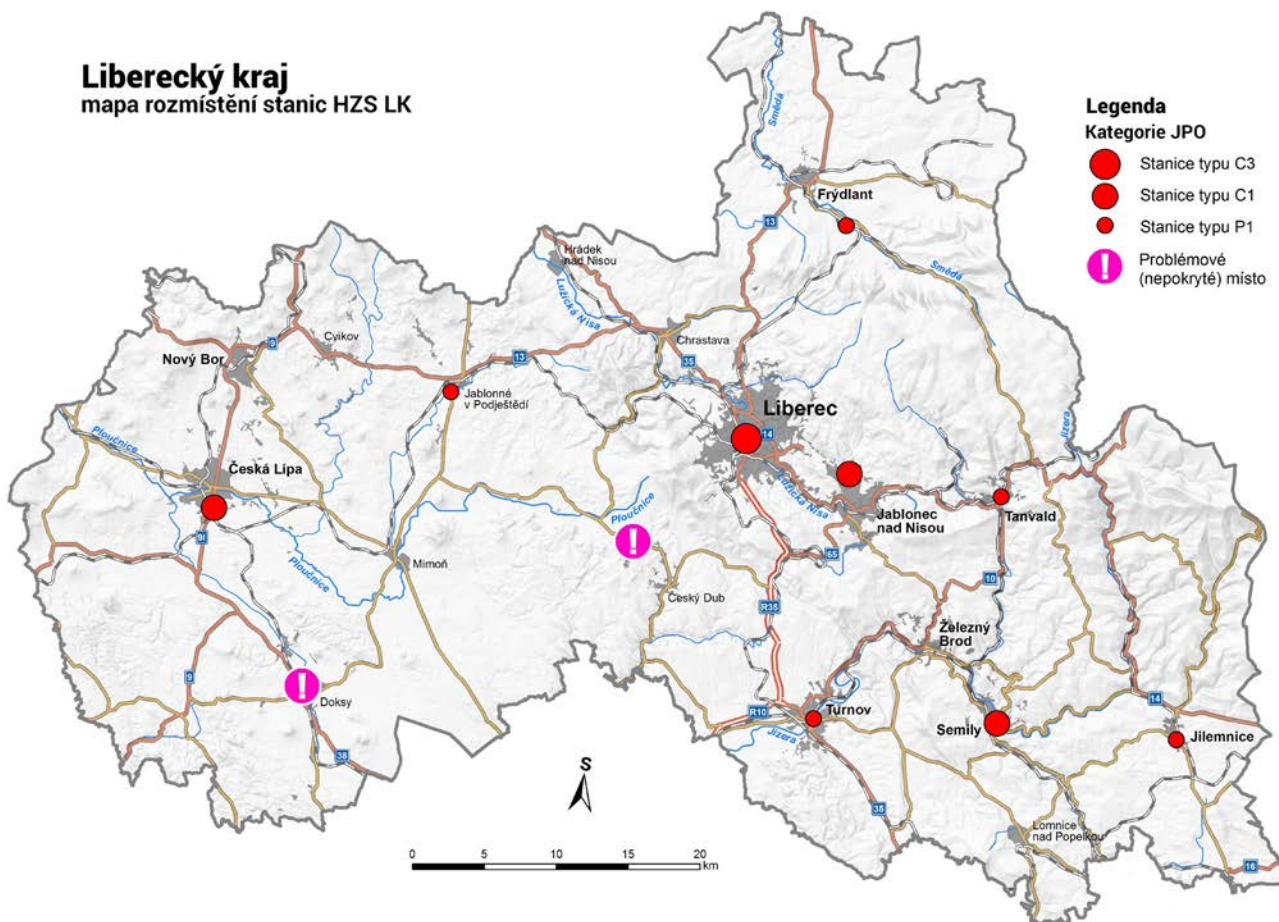 Liberecký kraj
mapa rozmístění stanic HZS LK
Legenda
Kategorie JPO
Stanice typu C3
Stanice typu C1
Stanice typu P1
Problémové
(nepokryté) místo
Smědá
Frýdlant
13
Smědá
Hrádek
nad Nisou
Lužická Nisa
Chrastava
35
Cvikov
9
Nový Bor
13
Jablonné
v Podještědí
Liberec
14
Jizera
Ploučnice
Česká Lípa
Lužická Nisa
Jablonec
nad Nisou
Tanvald
Ploučnice
9I
Ploučnice
Mimoň
65
10
Český Dub
R35
Železný
Brod
9
Doksy
R10
Turnov
Jizera
Semily
14
Jilemnice
38
S
35
Lomnice
nad Popelkou
0 5 10 15 20
km
16